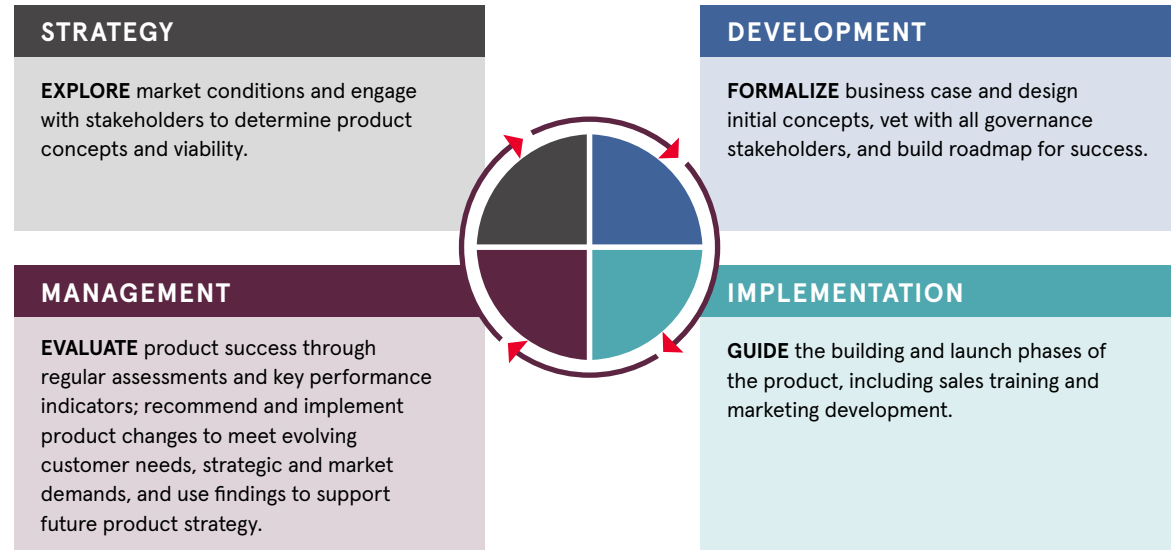 STRATEGY
EXPLORE market conditions and engage
with stakeholders to determine product
concepts and viability.
DEVELOPMENT
FORMALIZE business case and design
initial concepts, vet with all governance
stakeholders, and build roadmap for success.
MANAGEMENT
EVALUATE product success through
regular assessments and key performance
indicators; recommend and implement
product changes to meet evolving
customer needs, strategic and market
demands, and use findings to support
future product strategy.
IMPLEMENTATION
GUIDE the building and launch phases of
the product, including sales training and
marketing development.